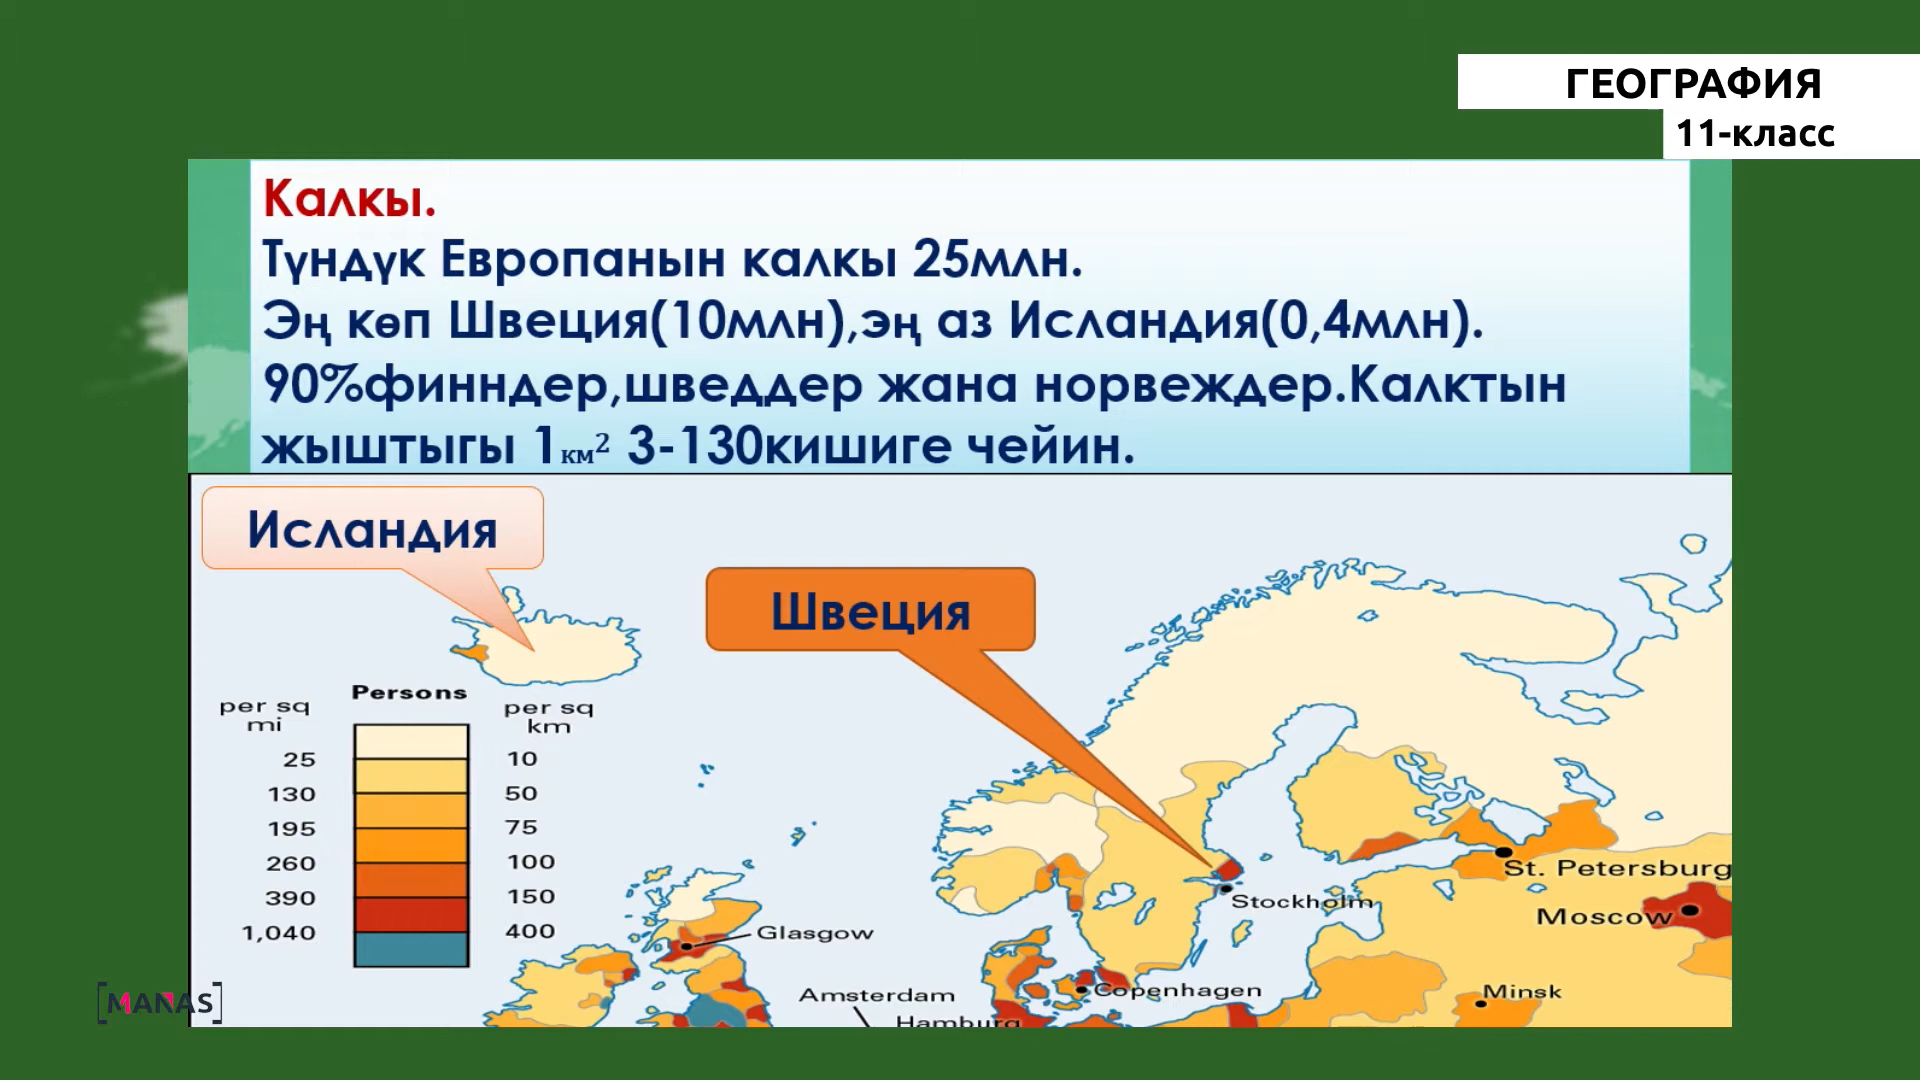 ГЕОГРАФИЯ
11-класс
Калкы.
Түндүк Европанын калкы 25млн.
Эң көп Швеция(10млн),эң аз Исландия(0,4млн).
90%финндер,шведдер жана норвеждер.Калктын
жыштыгы 1км² 3-130кишиге чейин.
Исландия
Швеция
Persons
per sq mi
per sq km
25 10
130 50
195 75
260 100
390 150
1,040 400
St. Petersburg
Stockholm
Moscow
Glasgow
Copenhagen
Amsterdam
Minsk
Hamburg
[MANAS]